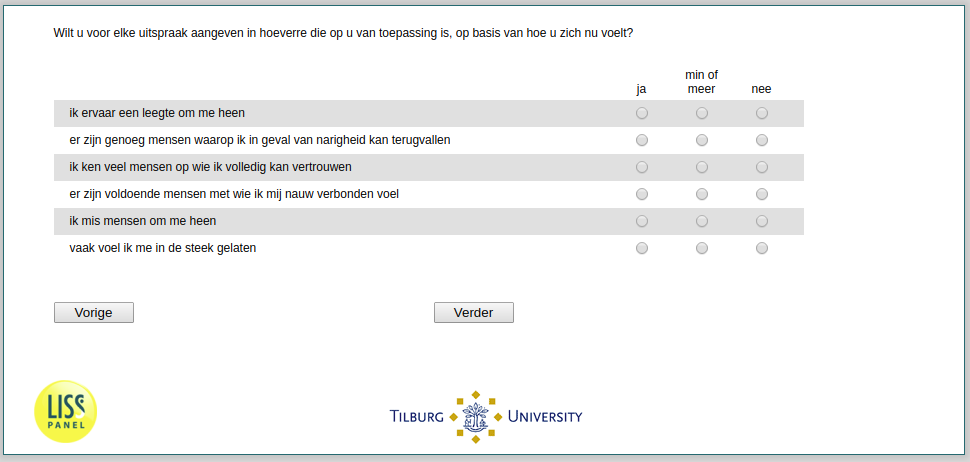 Wilt u voor elke uitspraak aangeven in hoeverre die op u van toepassing is, op basis van hoe u zich nu voelt?
ja min of meer nee
ik ervaar een leegte om me heen
er zijn genoeg mensen waarop ik in geval van narigheid kan terugvallen
ik ken veel mensen op wie ik volledig kan vertrouwen
er zijn voldoende mensen met wie ik mij nauw verbonden voel
ik mis mensen om me heen
vaak voel ik me in de steek gelaten
Vorige Verder
LISS
PANEL
TILBURG UNIVERSITY